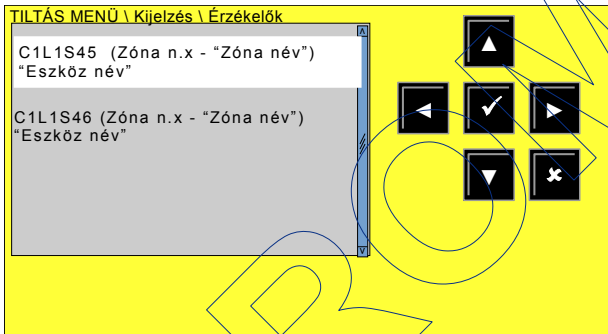 TILTÁS MENÜ \ Kijelzés \ Érzékelők
C1L1S45 (Zóna n.x - “Zóna név”)
“Eszköz név”
C1L1S46 (Zóna n.x - “Zóna név”)
“Eszköz név”